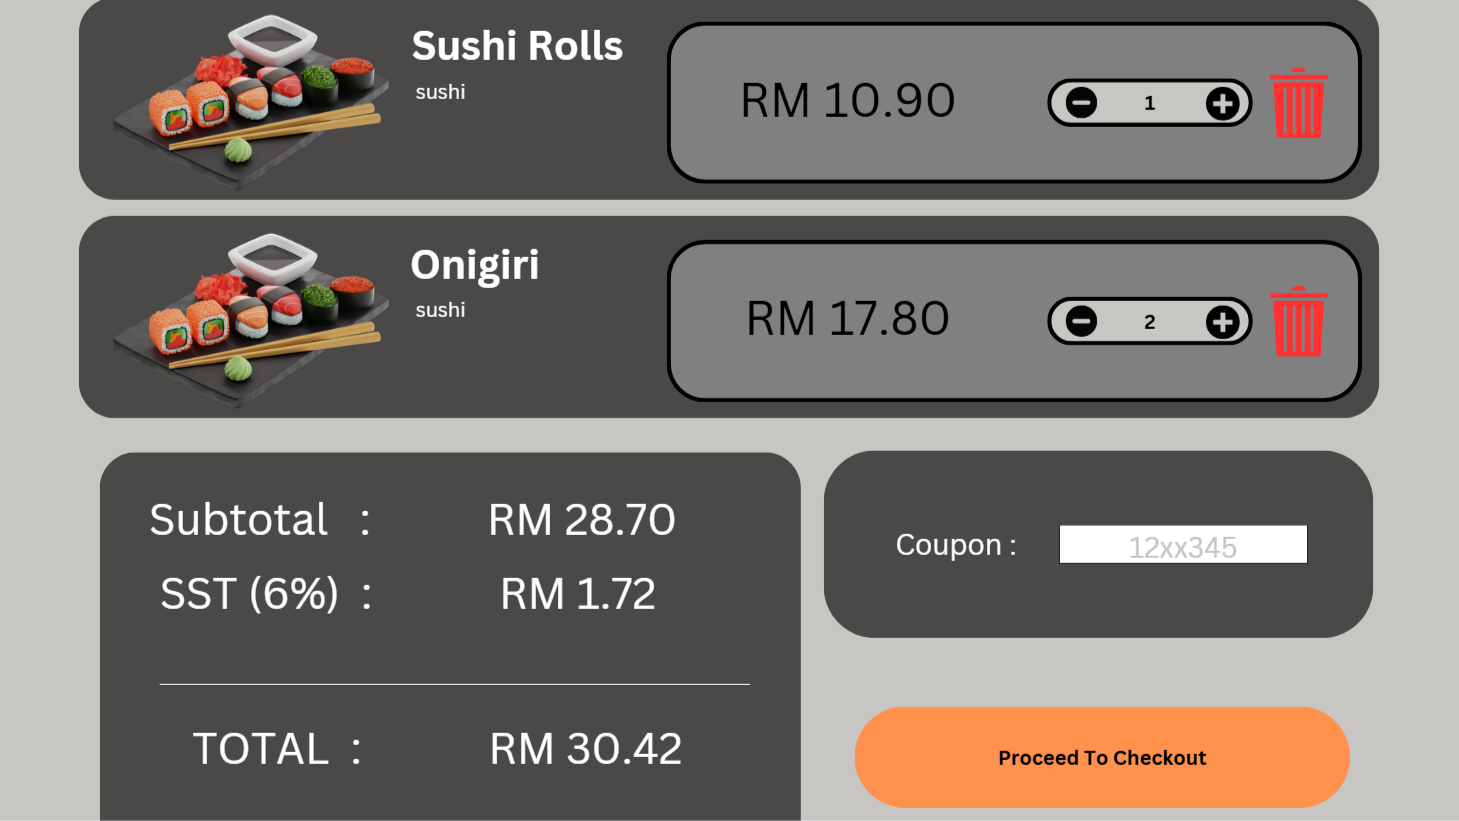 Sushi Rolls
sushi
RM 10.90
1
Onigiri
sushi
RM 17.80
2
Subtotal : RM 28.70
SST (6%) : RM 1.72
TOTAL : RM 30.42
Coupon : 12xx345
Proceed To Checkout